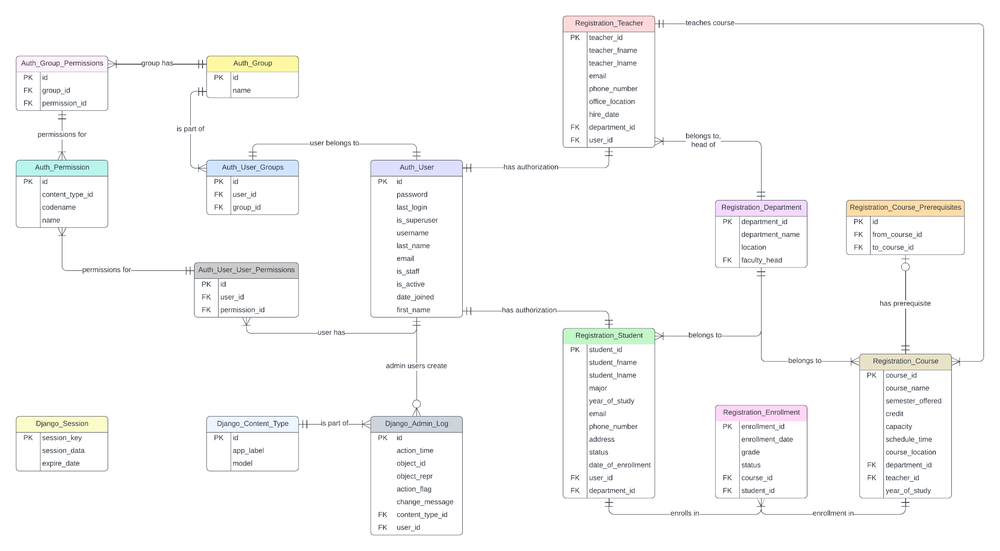 Registration_Teacher
PK teacher_id
teacher_fname
teacher_lname
email
phone_number
office_location
hire_date
FK department_id
FK user_id
teaches course
Auth_Group_Permissions
PK id
FK group_id
FK permission_id
group has
Auth_Group
PK id
name
permissions for
is part of
user belongs to
belongs to,
head of
Auth_Permission
PK id
content_type_id
codename
name
Auth_User_Groups
PK id
FK user_id
FK group_id
Auth_User
PK id
password
last_login
is_superuser
username
last_name
email
is_staff
is_active
date_joined
first_name
has authorization
Registration_Department
PK department_id
department_name
location
FK faculty_head
Registration_Course_Prerequisites
PK id
FK from_course_id
FK to_course_id
permissions for
Auth_User_User_Permissions
PK id
FK user_id
FK permission_id
has prerequisite
has authorization
user has
Registration_Student
PK student_id
student_fname
student_lname
major
year_of_study
email
phone_number
address
status
date_of_enrollment
FK user_id
FK department_id
belongs to
belongs to
Registration_Course
PK course_id
course_name
semester_offered
credit
capacity
schedule_time
course_location
FK department_id
FK teacher_id
year_of_study
admin users create
Registration_Enrollment
PK enrollment_id
enrollment_date
grade
status
FK course_id
FK student_id
Django_Session
PK session_key
session_data
expire_date
Django_Content_Type
PK id
app_label
model
is part of
Django_Admin_Log
PK id
action_time
object_id
object_repr
action_flag
change_message
FK content_type_id
FK user_id
enrolls in
enrollment in